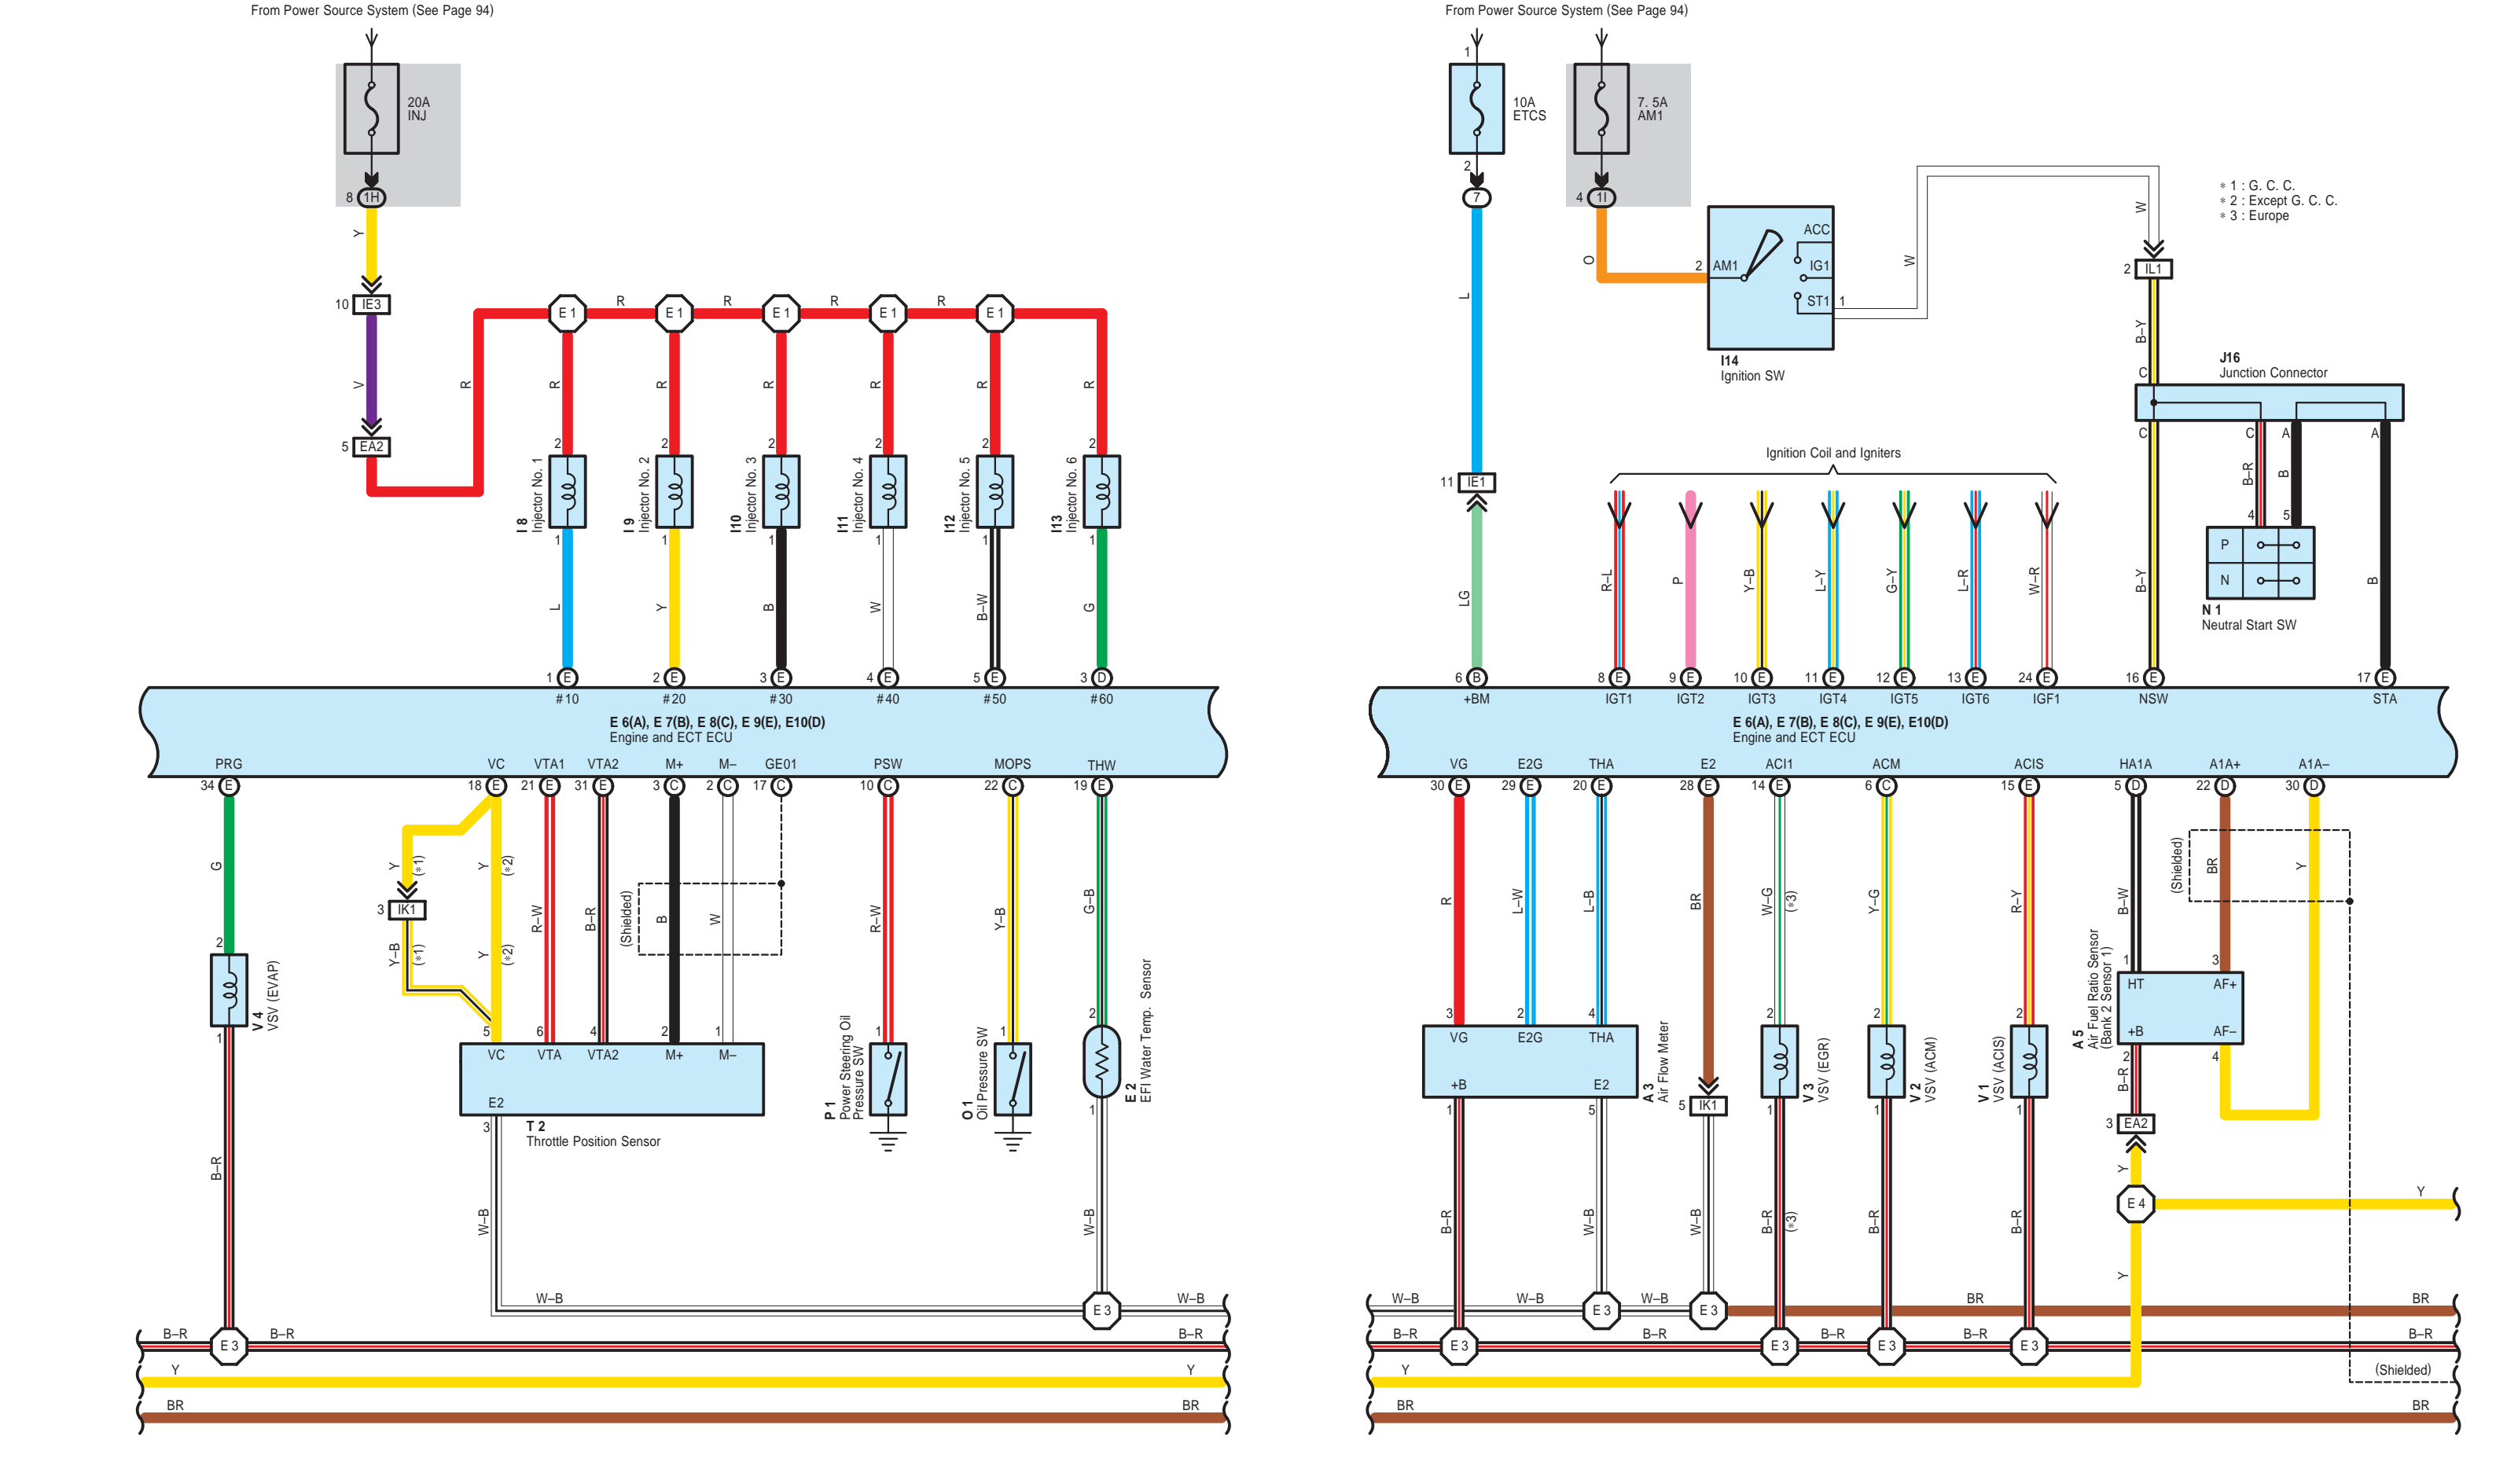 From Power Source System (See Page 94)
20A
INJ
8 1H
Y
10 IE3
V
5 EA2
R
E 1 R E 1 R E 1 R E 1 R E 1
R R R R R R
2 2 2 2 2 2
I 8
Injector No. 1
I 9
Injector No. 2
I10
Injector No. 3
I11
Injector No. 4
I12
Injector No. 5
I13
Injector No. 6
1 1 1 1 1 1
L Y B W B–W G
1 E 2 E 3 E 4 E 5 E 3 D
#10 #20 #30 #40 #50 #60
E 6(A), E 7(B), E 8(C), E 9(E), E10(D)
Engine and ECT ECU
PRG VC VTA1 VTA2 M+ M– GE01 PSW MOPS THW
34 E 18 E 21 E 31 E 3 C 2 C 17 C 10 C 22 C 19 E
G
Y (∗1)
Y (∗2)
3 IK1
Y–B (∗1)
Y (∗2)
R–W
B–R
(Shielded)
B
W
R–W
Y–B
G–B
2
V 4
VSV (EVAP)
1
B–R
5 6 4 2 1
VC VTA VTA2 M+ M–
E2
3
T 2
Throttle Position Sensor
1
P 1
Power Steering Oil
Pressure SW
1
O 1
Oil Pressure SW
2
E 2
EFI Water Temp. Sensor
1
W–B
W–B
W–B E 3 W–B
B–R E 3 B–R B–R
Y Y
BR BR
From Power Source System (See Page 94)
1
10A
ETCS
2
7
7. 5A
AM1
4 1I
L
O
2 AM1
ACC
IG1
ST1 1
I14
Ignition SW
W
W
∗ 1 : G. C. C.
∗ 2 : Except G. C. C.
∗ 3 : Europe
2 IL1
B–Y
C
J16
Junction Connector
C C A A
B–R B
4 5
P
N
N 1
Neutral Start SW
B–Y
B
11 IE1
LG
Ignition Coil and Igniters
R–L P Y–B L–Y G–Y L–R W–R
6 B 8 E 9 E 10 E 11 E 12 E 13 E 24 E 16 E 17 E
+BM IGT1 IGT2 IGT3 IGT4 IGT5 IGT6 IGF1 NSW STA
E 6(A), E 7(B), E 8(C), E 9(E), E10(D)
Engine and ECT ECU
VG E2G THA E2 ACI1 ACM ACIS HA1A A1A+ A1A–
30 E 29 E 20 E 28 E 14 E 6 C 15 E 5 D 22 D 30 D
R L–W L–B BR W–G (∗3) Y–G R–Y B–W (Shielded) BR Y
3 2 4
VG E2G THA
+B E2
1 5
A 3
Air Flow Meter
5 IK1
2
V 3
VSV (EGR)
1
2
V 2
VSV (ACM)
1
2
V 1
VSV (ACIS)
1
1 3
HT AF+
+B AF–
2 4
A 5
Air Fuel Ratio Sensor
(Bank 2 Sensor 1)
B–R
3 EA2
Y
E 4 Y
Y
B–R W–B W–B B–R (∗3) B–R B–R
W–B W–B E 3 W–B E 3 BR BR
B–R E 3 B–R E 3 B–R E 3 B–R E 3 B–R
Y (Shielded)
BR BR